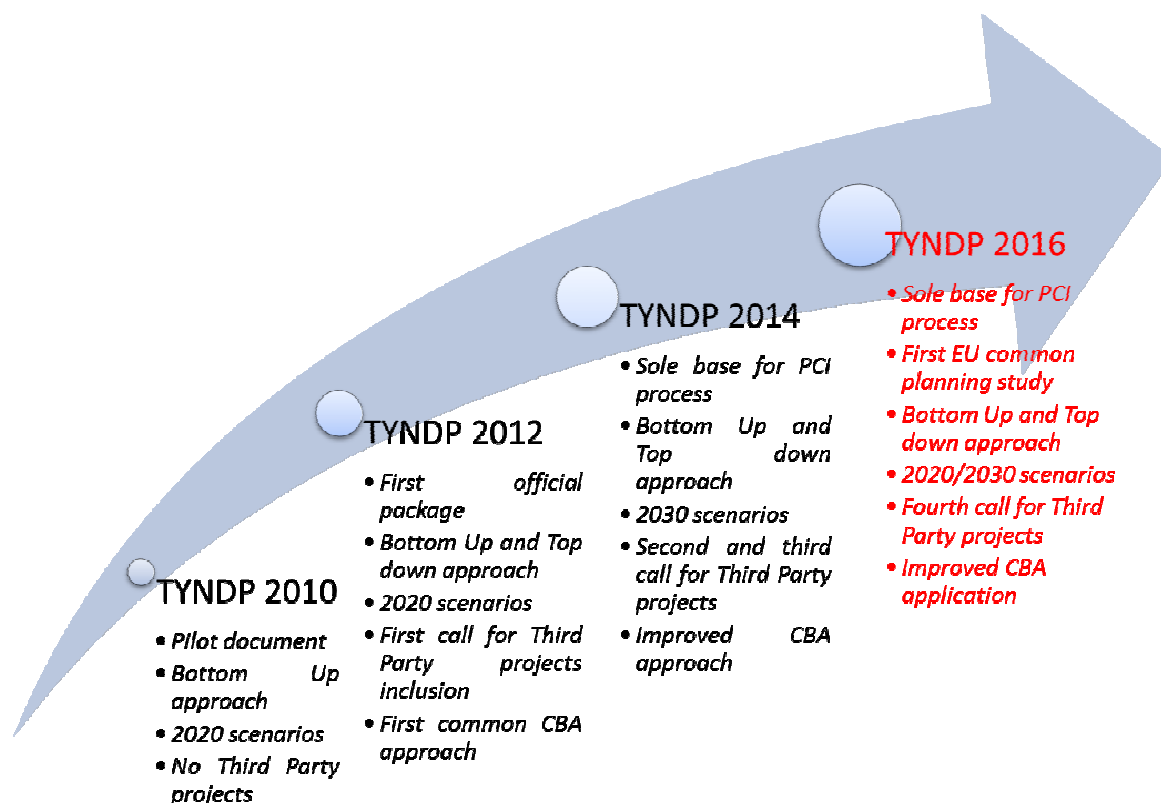 TYNDP 2010
• Pilot document
• Bottom Up
approach
• 2020 scenarios
• No Third Party
projects
TYNDP 2012
• First official
package
• Bottom Up and Top
down approach
• 2020 scenarios
• First call for Third
Party projects
inclusion
• First common CBA
approach
TYNDP 2014
• Sole base for PCI
process
• Bottom Up and
Top down
approach
• 2030 scenarios
• Second and third
call for Third Party
projects
• Improved CBA
approach
TYNDP 2016
• Sole base for PCI
process
• First EU common
planning study
• Bottom Up and Top
down approach
• 2020/2030 scenarios
• Fourth call for Third
Party projects
• Improved CBA
application